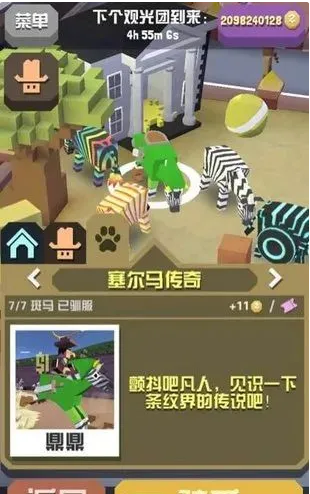 菜单
下个观光团到来：
4h 55m 6s
2098240128
塞尔马传奇
7/7 斑马 已驯服
+11 /
颤抖吧凡人，见识一下
条纹界的传说吧！
鼎鼎